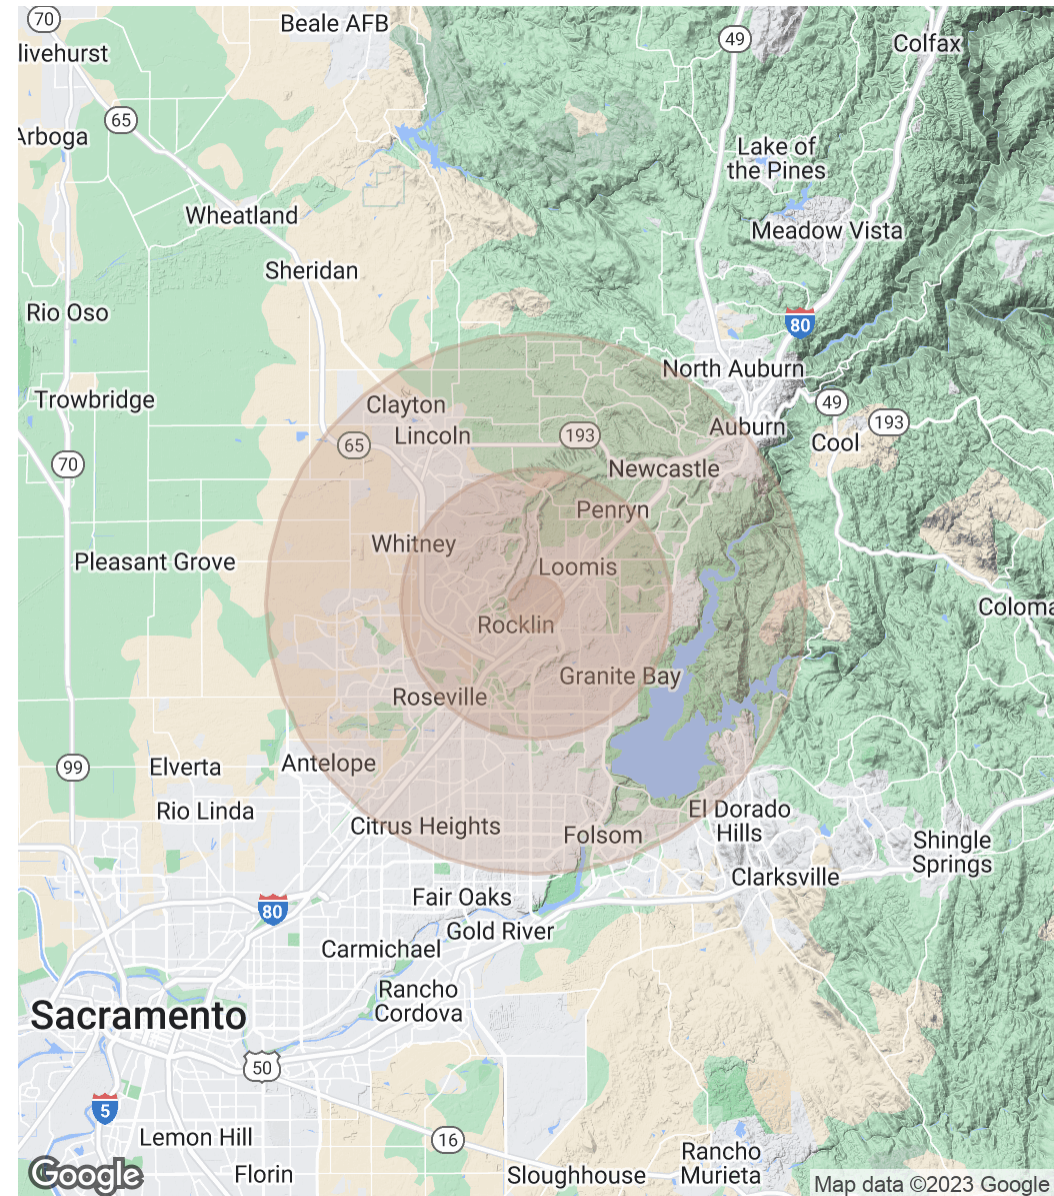 70
Beale AFB
49
Colfax
livehurst
65
Arboga
Lake of
the Pines
Wheatland
Meadow Vista
Sheridan
Rio Oso
80
North Auburn
Trowbridge
Clayton
49
193
Auburn
Lincoln
193
65
Cool
70
Newcastle
Penryn
Whitney
Pleasant Grove
Loomis
Coloma
Rocklin
Granite Bay
Roseville
99
Elverta
Antelope
Rio Linda
El Dorado
Hills
Citrus Heights
Folsom
Shingle
Springs
Clarksville
Fair Oaks
80
Gold River
Carmichael
Rancho
Cordova
Sacramento
50
5
Lemon Hill
16
Rancho
Murieta
Florin
Sloughhouse
Google
Map data ©2023 Google